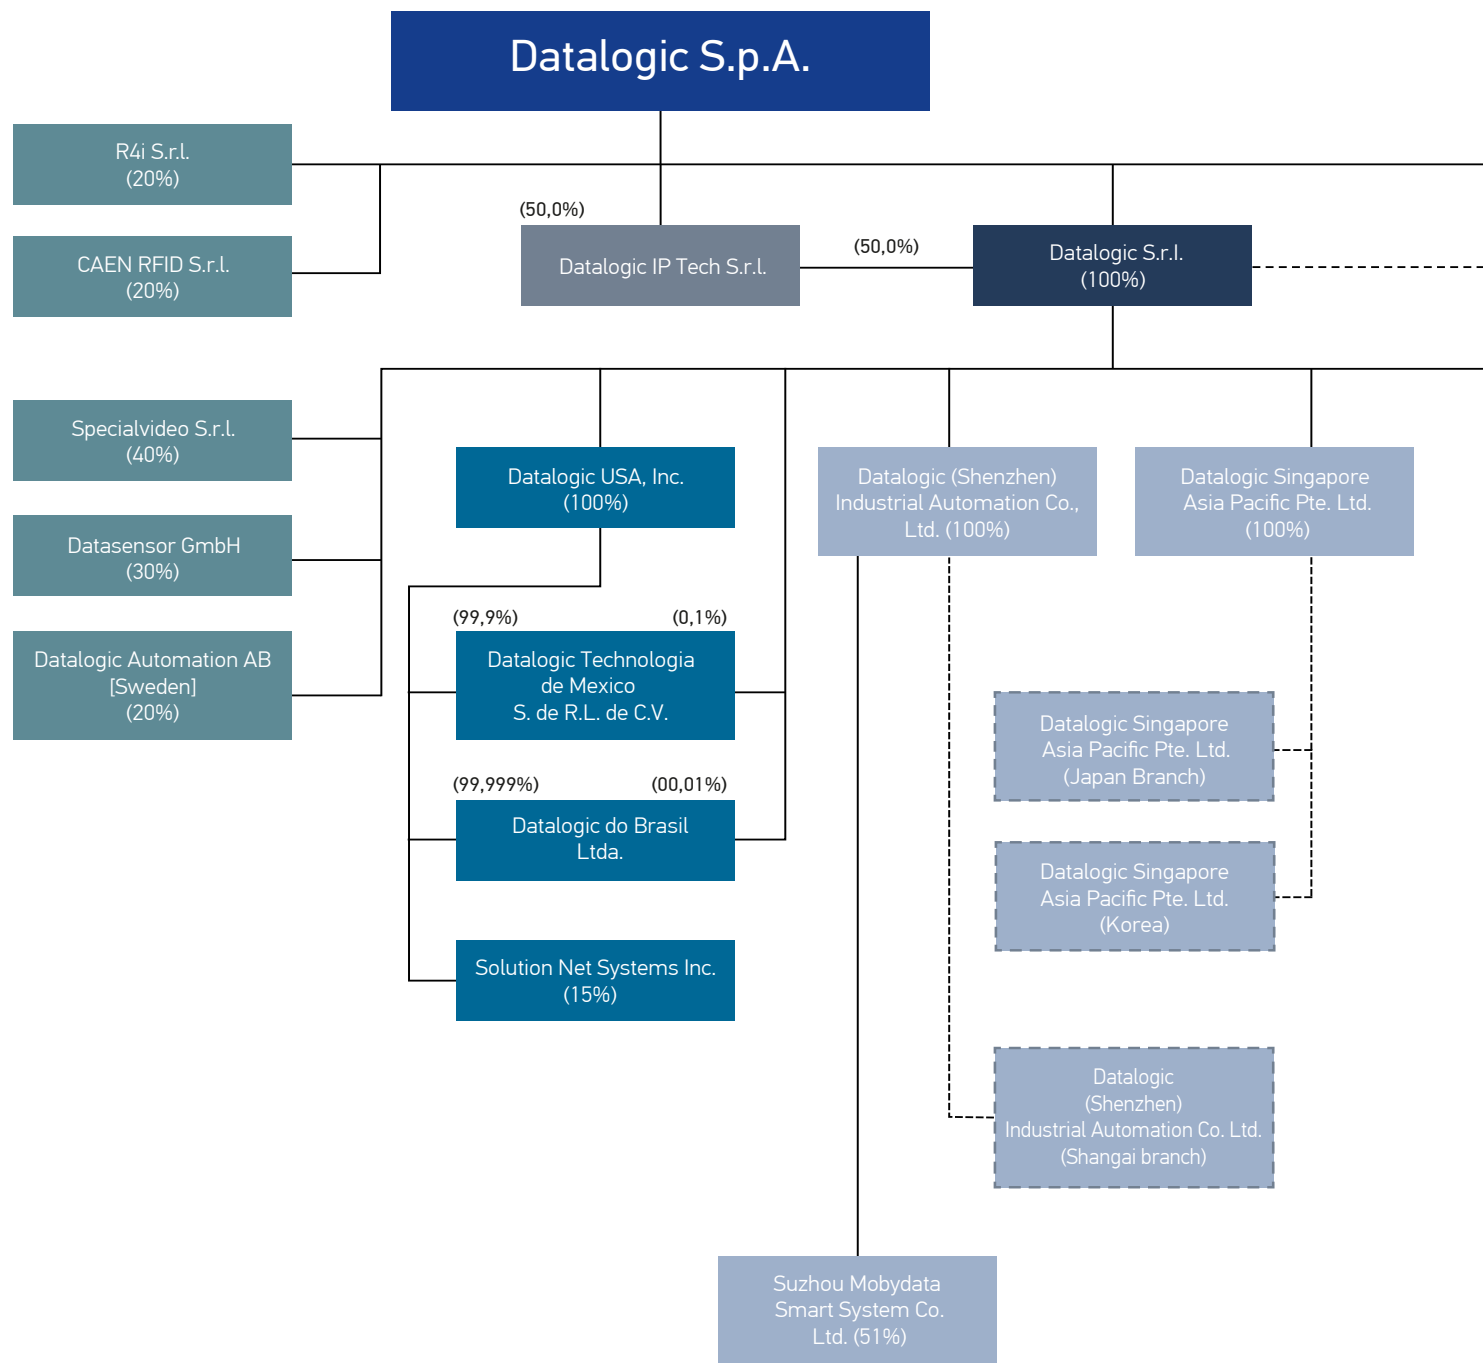 Datalogic S.p.A.
R4i S.r.l.
(20%)
CAEN RFID S.r.l.
(20%)
(50,0%)
Datalogic IP Tech S.r.l.
(50,0%)
Datalogic S.r.l.
(100%)
Specialvideo S.r.l.
(40%)
Datasensor GmbH
(30%)
Datalogic Automation AB
[Sweden]
(20%)
Datalogic USA, Inc.
(100%)
(99,9%)
(0,1%)
Datalogic Technologia
de Mexico
S. de R.L. de C.V.
(99,999%)
(00,01%)
Datalogic do Brasil
Ltda.
Solution Net Systems Inc.
(15%)
Datalogic (Shenzhen)
Industrial Automation Co.,
Ltd. (100%)
Datalogic Singapore
Asia Pacific Pte. Ltd.
(100%)
Datalogic Singapore
Asia Pacific Pte. Ltd.
(Japan Branch)
Datalogic Singapore
Asia Pacific Pte. Ltd.
(Korea)
Datalogic
(Shenzhen)
Industrial Automation Co. Ltd.
(Shangai branch)
Suzhou Mobydata
Smart System Co.
Ltd. (51%)